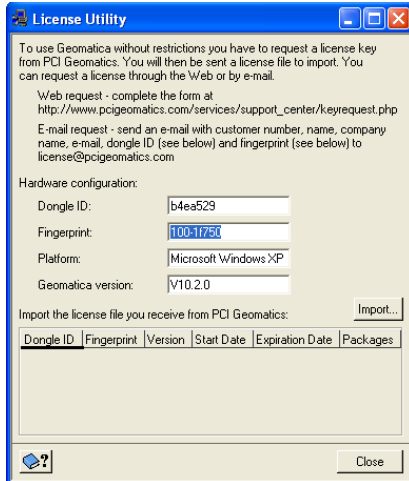 License Utility
To use Geomatica without restrictions you have to request a license key
from PCI Geomatics. You will then be sent a license file to import. You
can request a license through the Web or by e-mail.
Web request - complete the form at
http://www.pcigeomatics.com/services/support_center/keyrequest.php
E-mail request - send an e-mail with customer number, name, company
name, e-mail, dongle ID (see below) and fingerprint (see below) to
license@pcigeomatics.com
Hardware configuration:
Dongle ID: b4ea529
Fingerprint: 100-1f750
Platform: Microsoft Windows XP
Geomatica version: V10.2.0
Import the license file you receive from PCI Geomatics: Import...
Dongle ID Fingerprint Version Start Date Expiration Date Packages
? Close